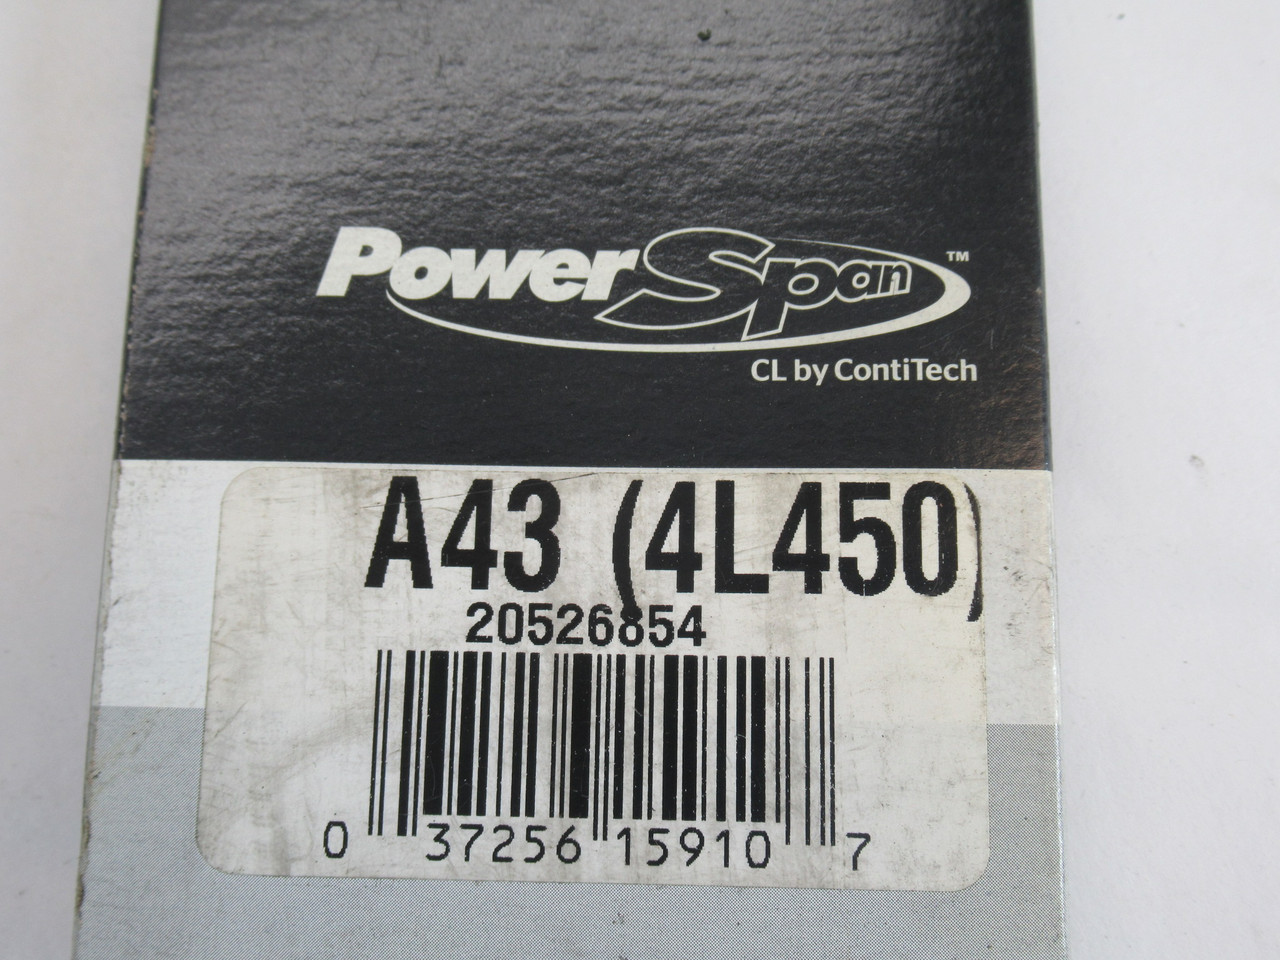 PowerSpan™
CL by ContiTech
A43 (4L450)
20526854
0 37256 15910 7